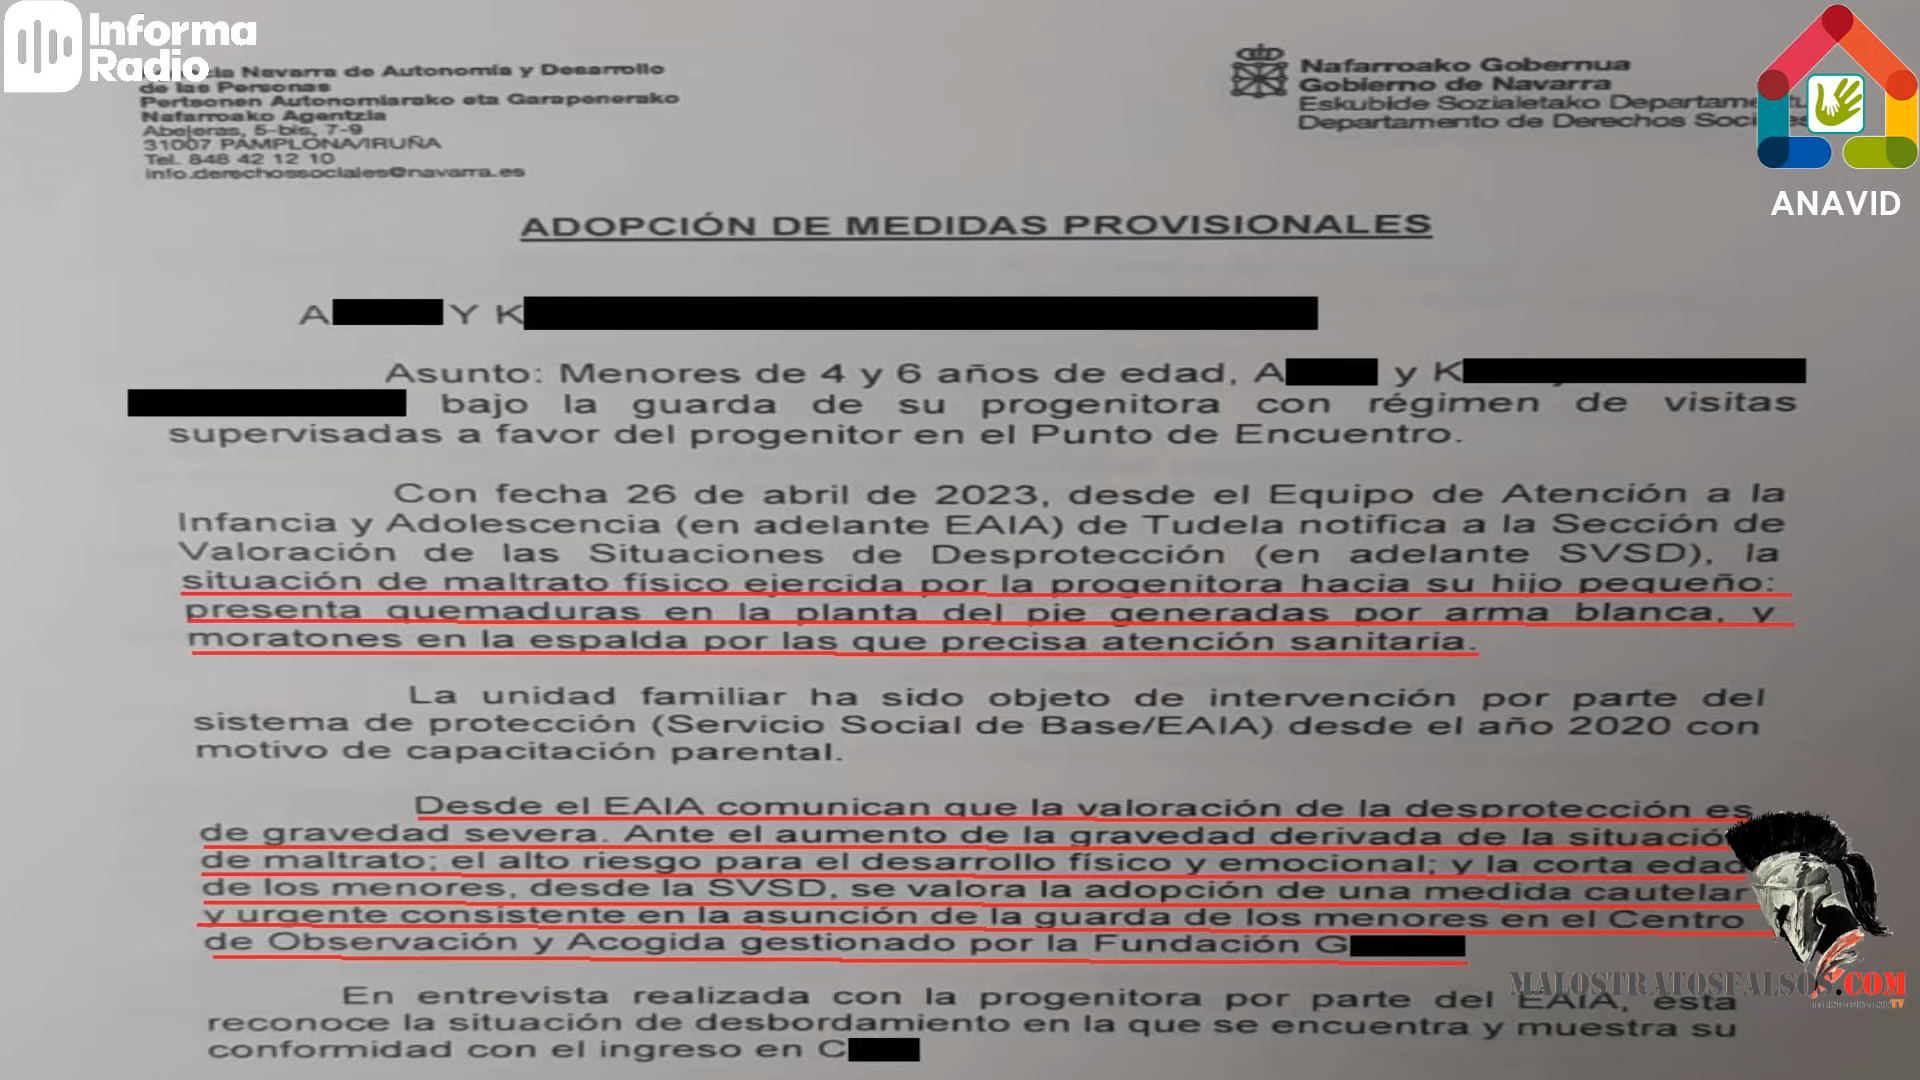 Informa
Radio
cia Navarra de Autonomía y Desarrollo
de las Personas
Pertsonen Autonomiarako eta Garapenerako
Nafarroako Agentzia
Abejeras, 5-bis, 7-9
31007 PAMPLONA/IRUÑA
Tel. 848 42 12 10
info.derechossociales@navarra.es
Nafarroako Gobernua
Gobierno de Navarra
Eskubide Sozialetako Departame
Departamento de Derechos Soci
ANAVID
ADOPCIÓN DE MEDIDAS PROVISIONALES
A Y K
Asunto: Menores de 4 y 6 años de edad, A y K
bajo la guarda de su progenitora con régimen de visitas
supervisadas a favor del progenitor en el Punto de Encuentro.
Con fecha 26 de abril de 2023, desde el Equipo de Atención a la
Infancia y Adolescencia (en adelante EAIA) de Tudela notifica a la Sección de
Valoración de las Situaciones de Desprotección (en adelante SVSD), la
situación de maltrato físico ejercida por la progenitora hacia su hijo pequeño:
presenta quemaduras en la planta del pie generadas por arma blanca, y
moratones en la espalda por las que precisa atención sanitaria.
La unidad familiar ha sido objeto de intervención por parte del
sistema de protección (Servicio Social de Base/EAIA) desde el año 2020 con
motivo de capacitación parental.
Desde el EAIA comunican que la valoración de la desprotección es
de gravedad severa. Ante el aumento de la gravedad derivada de la situació
de maltrato; el alto riesgo para el desarrollo físico y emocional; y la corta edad
de los menores, desde la SVSD, se valora la adopción de una medida cautelar
y urgente consistente en la asunción de la guarda de los menores en el Centro
de Observación y Acogida gestionado por la Fundación G
MALOSTRATOSFALSOS.COM
TV
En entrevista realizada con la progenitora por parte del EAIA, ésta
reconoce la situación de desbordamiento en la que se encuentra y muestra su
conformidad con el ingreso en C